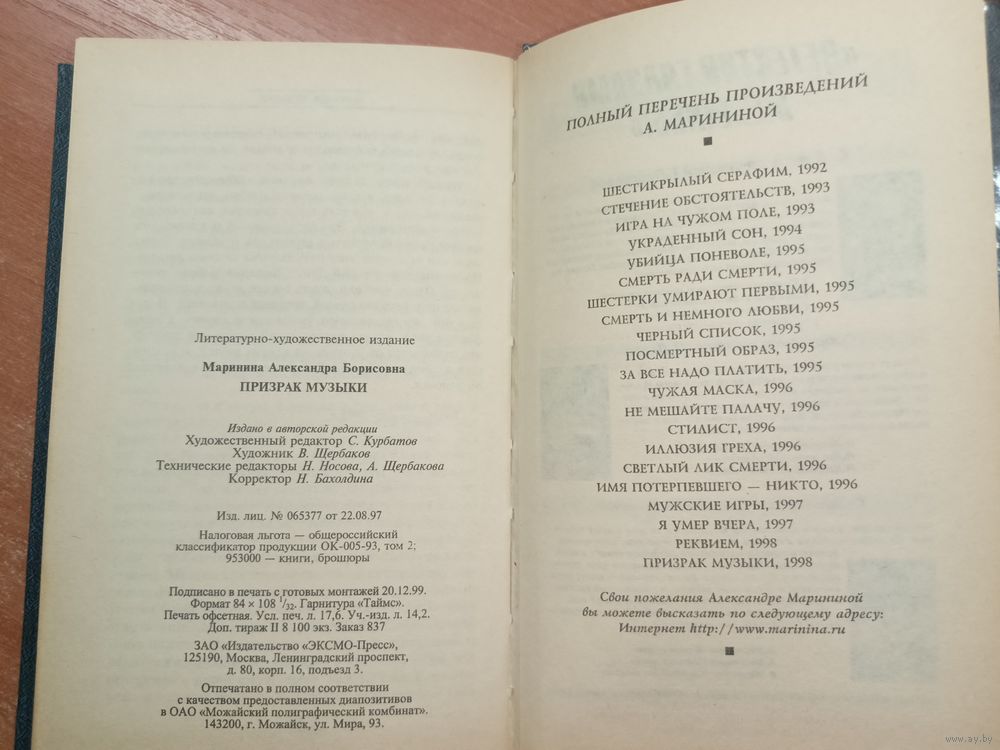 Литературно-художественное издание
Маринина Александра Борисовна
ПРИЗРАК МУЗЫКИ
Издано в авторской редакции
Художественный редактор С. Курбатов
Художник В. Щербаков
Технические редакторы Н. Носова, А. Щербакова
Корректор Н. Бахолдина
Изд. лиц. № 065377 от 22.08.97
Налоговая льгота — общероссийский
классификатор продукции ОК-005-93, том 2;
953000 — книги, брошюры
Подписано в печать с готовых монтажей 20.12.99.
Формат 84 × 108 1/32. Гарнитура «Таймс».
Печать офсетная. Усл. печ. л. 17,6. Уч.-изд. л. 14,2.
Доп. тираж II 8 100 экз. Заказ 837
ЗАО «Издательство «ЭКСМО-Пресс»,
125190, Москва, Ленинградский проспект,
д. 80, корп. 16, подъезд 3.
Отпечатано в полном соответствии
с качеством предоставленных диапозитивов
в ОАО «Можайский полиграфический комбинат».
143200, г. Можайск, ул. Мира, 93.
ПОЛНЫЙ ПЕРЕЧЕНЬ ПРОИЗВЕДЕНИЙ
А. МАРИНИНОЙ
ШЕСТИКРЫЛЫЙ СЕРАФИМ, 1992
СТЕЧЕНИЕ ОБСТОЯТЕЛЬСТВ, 1993
ИГРА НА ЧУЖОМ ПОЛЕ, 1993
УКРАДЕННЫЙ СОН, 1994
УБИЙЦА ПОНЕВОЛЕ, 1995
СМЕРТЬ РАДИ СМЕРТИ, 1995
ШЕСТЕРКИ УМИРАЮТ ПЕРВЫМИ, 1995
СМЕРТЬ И НЕМНОГО ЛЮБВИ, 1995
ЧЕРНЫЙ СПИСОК, 1995
ПОСМЕРТНЫЙ ОБРАЗ, 1995
ЗА ВСЕ НАДО ПЛАТИТЬ, 1995
ЧУЖАЯ МАСКА, 1996
НЕ МЕШАЙТЕ ПАЛАЧУ, 1996
СТИЛИСТ, 1996
ИЛЛЮЗИЯ ГРЕХА, 1996
СВЕТЛЫЙ ЛИК СМЕРТИ, 1996
ИМЯ ПОТЕРПЕВШЕГО — НИКТО, 1996
МУЖСКИЕ ИГРЫ, 1997
Я УМЕР ВЧЕРА, 1997
РЕКВИЕМ, 1998
ПРИЗРАК МУЗЫКИ, 1998
Свои пожелания Александре Марининой
вы можете высказать по следующему адресу:
Интернет http://www.marinina.ru
www.ay.by